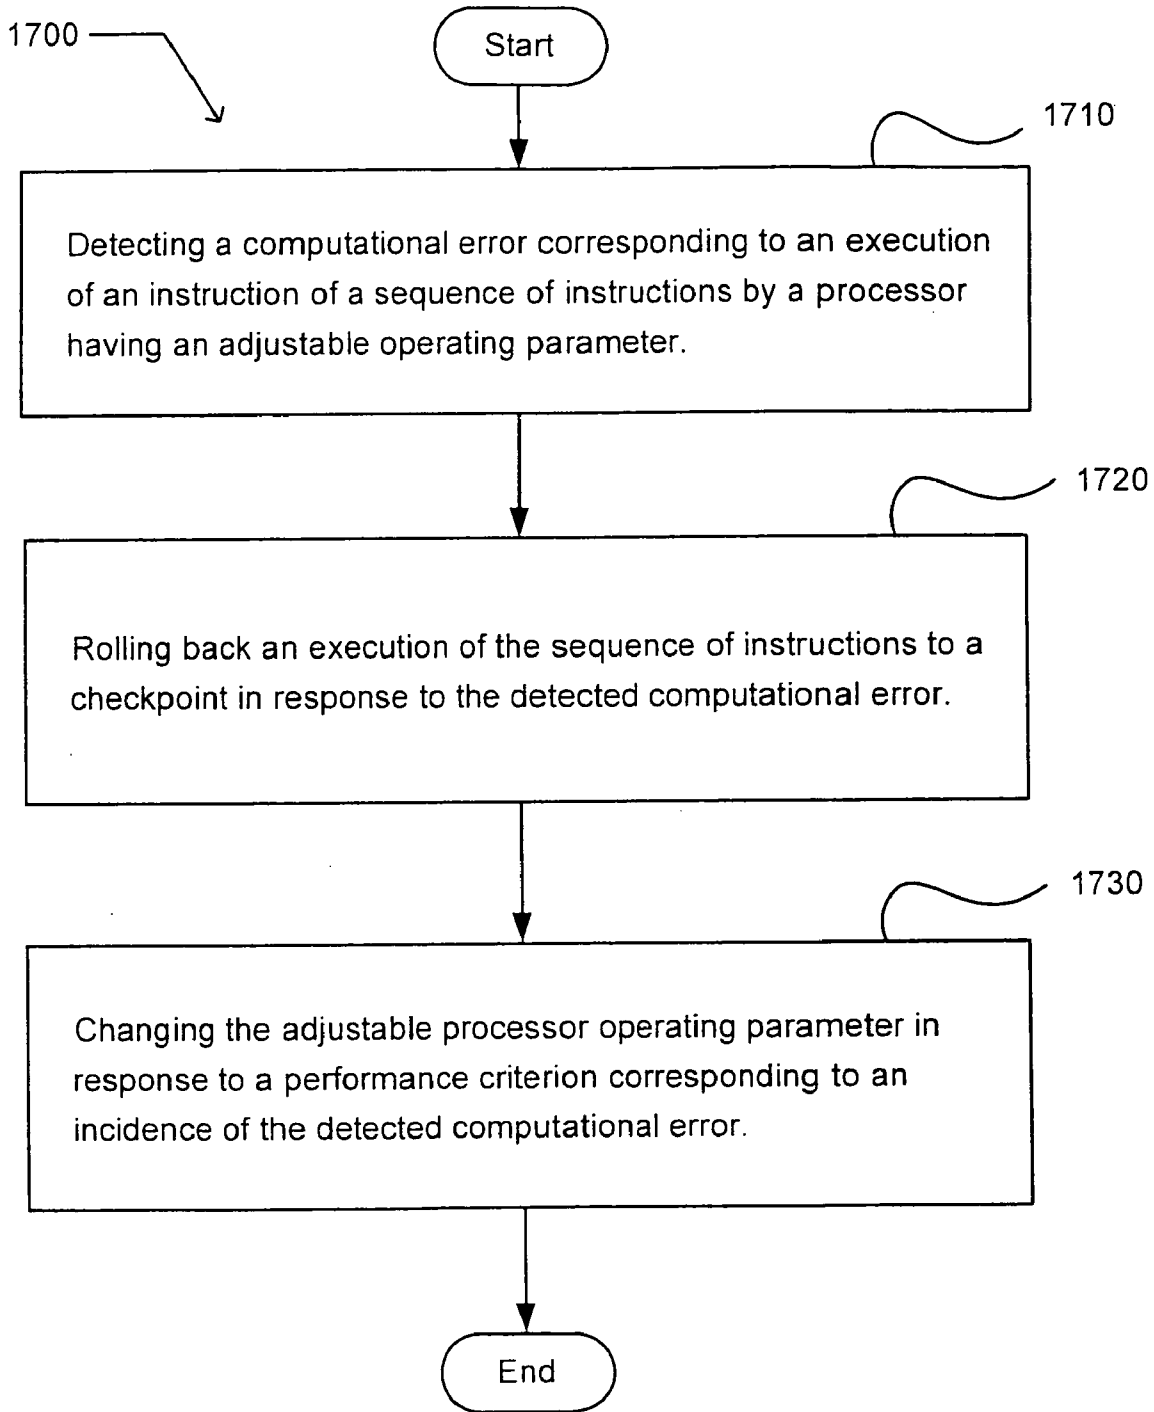 1700
Start
1710
Detecting a computational error corresponding to an execution
of an instruction of a sequence of instructions by a processor
having an adjustable operating parameter.
1720
Rolling back an execution of the sequence of instructions to a
checkpoint in response to the detected computational error.
1730
Changing the adjustable processor operating parameter in
response to a performance criterion corresponding to an
incidence of the detected computational error.
End